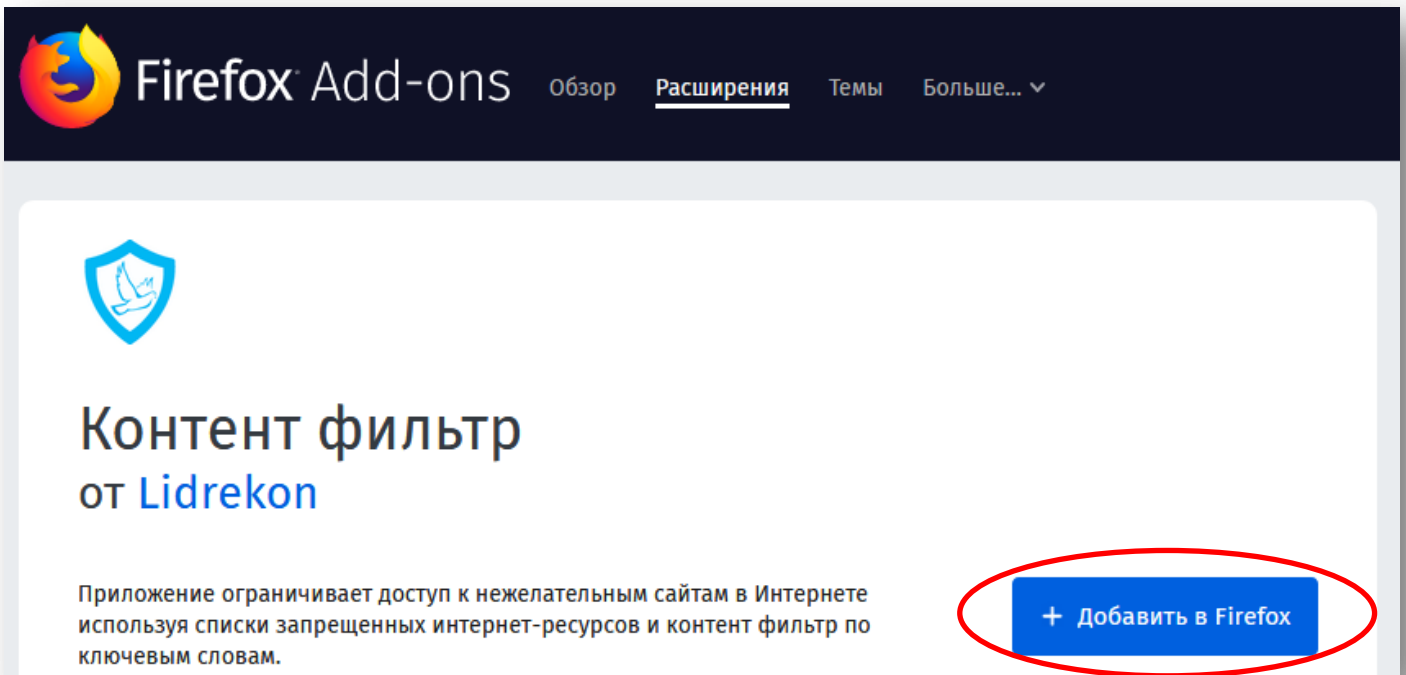 Firefox Add-ons Обзор Расширения Темы Больше...
Контент фильтр
от Lidrekon
Приложение ограничивает доступ к нежелательным сайтам в Интернете
используя списки запрещенных интернет-ресурсов и контент фильтр по
ключевым словам.
+ Добавить в Firefox